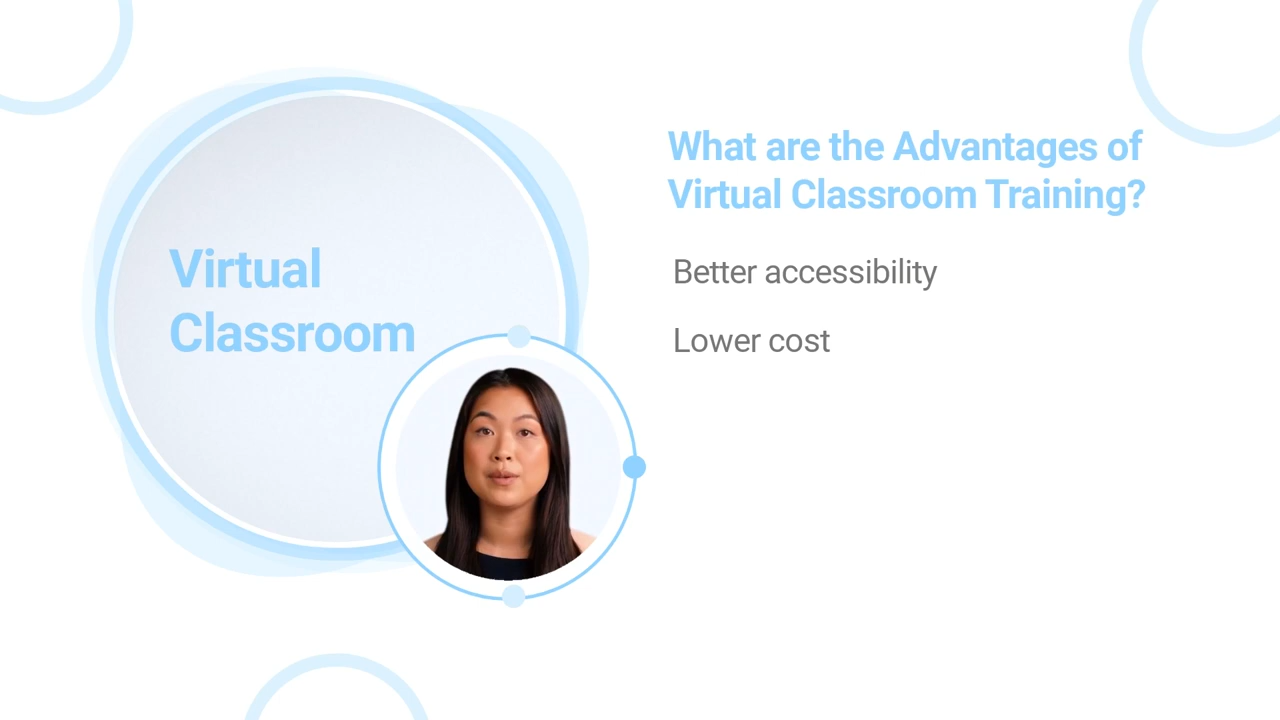 Virtual
Classroom
What are the Advantages of
Virtual Classroom Training?
Better accessibility
Lower cost